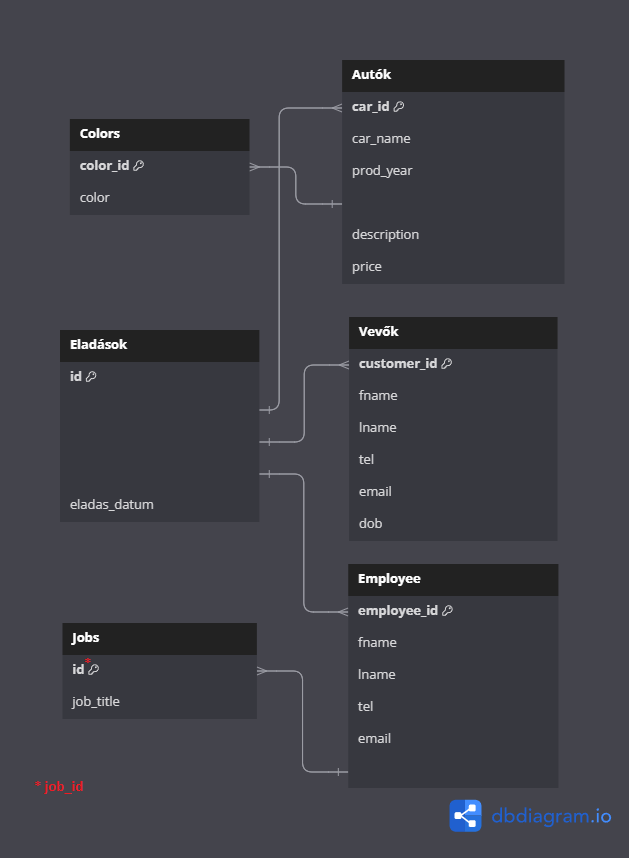 Autók
car_id
car_name
prod_year
description
price
Colors
color_id
color
Eladások
id
eladas_datum
Vevők
customer_id
fname
lname
tel
email
dob
Employee
employee_id
fname
lname
tel
email
Jobs
id*
job_title
* job_id
dbdiagram.io